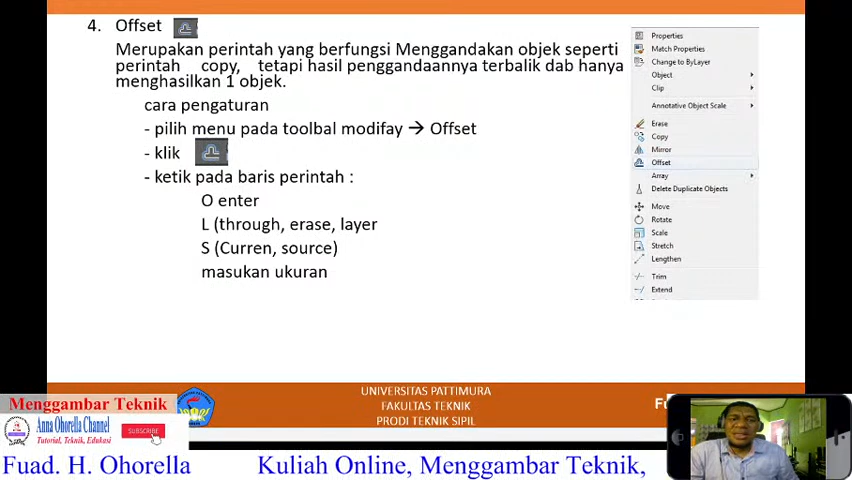 4. Offset
Merupakan perintah yang berfungsi Menggandakan objek seperti
perintah copy, tetapi hasil penggandaannya terbalik dab hanya
menghasilkan 1 objek.
cara pengaturan
- pilih menu pada toolbal modifay → Offset
- klik
- ketik pada baris perintah :
O enter
L (through, erase, layer
S (Curren, source)
masukan ukuran
Properties
Match Properties
Change to ByLayer
Object
Clip
Annotative Object Scale
Erase
Copy
Mirror
Offset
Array
Delete Duplicate Objects
Move
Rotate
Scale
Stretch
Lengthen
Trim
Extend
UNIVERSITAS PATTIMURA
FAKULTAS TEKNIK
PRODI TEKNIK SIPIL
Menggambar Teknik
Anna Ohorella Channel
Tutorial, Teknik, Edukasi
SUBSCRIBE
Fuad. H. Ohorella Kuliah Online, Menggambar Teknik,